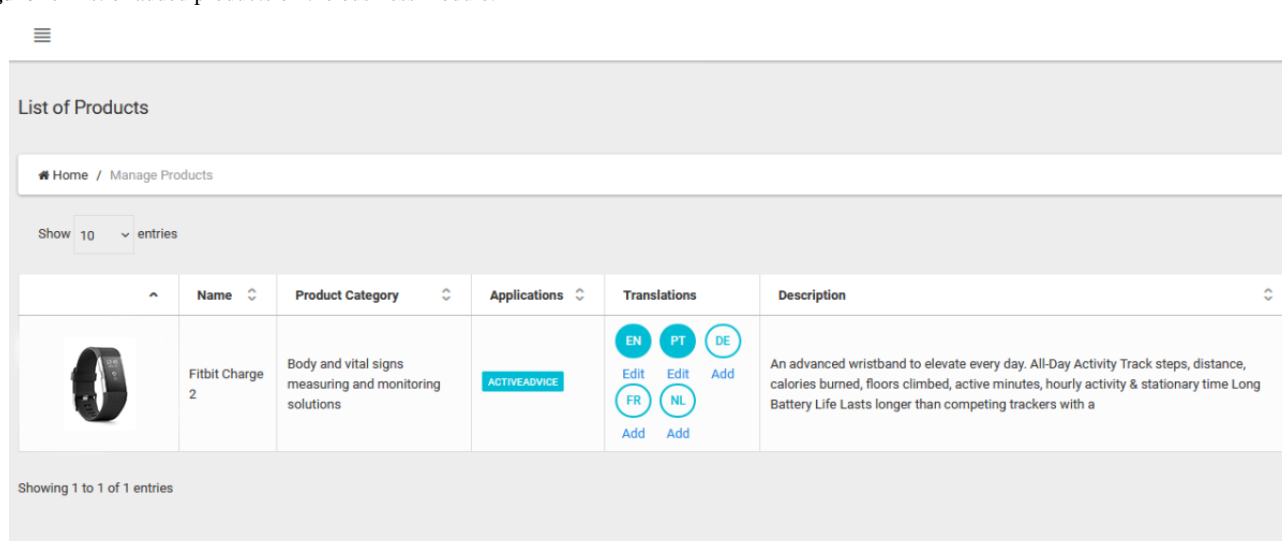 List of Products
Home / Manage Products
Show 10 entries
Name Product Category Applications Translations Description
EN PT DE
Edit Edit Add
FR NL
Add Add
Fitbit Charge
2
Body and vital signs
measuring and monitoring
solutions
ACTIVEADVICE
An advanced wristband to elevate every day. All-Day Activity Track steps, distance,
calories burned, floors climbed, active minutes, hourly activity & stationary time Long
Battery Life Lasts longer than competing trackers with a
Showing 1 to 1 of 1 entries